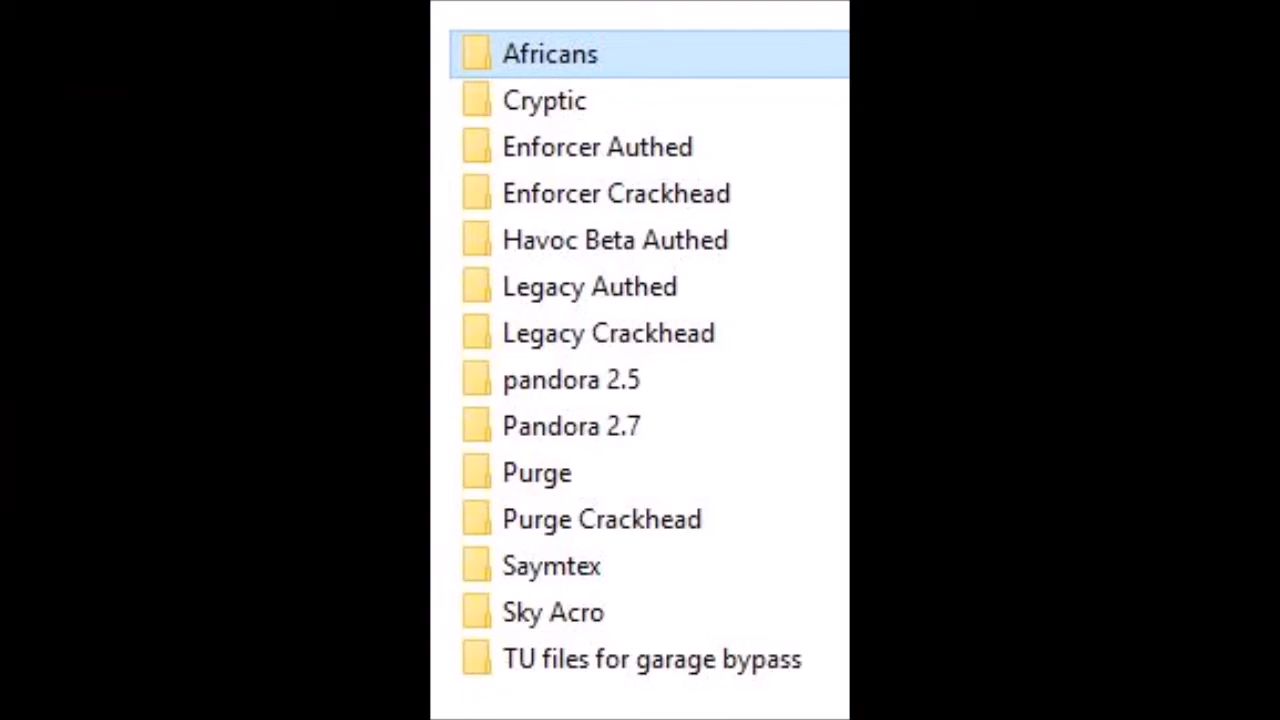 Africans
Cryptic
Enforcer Authed
Enforcer Crackhead
Havoc Beta Authed
Legacy Authed
Legacy Crackhead
pandora 2.5
Pandora 2.7
Purge
Purge Crackhead
Saymtex
Sky Acro
TU files for garage bypass